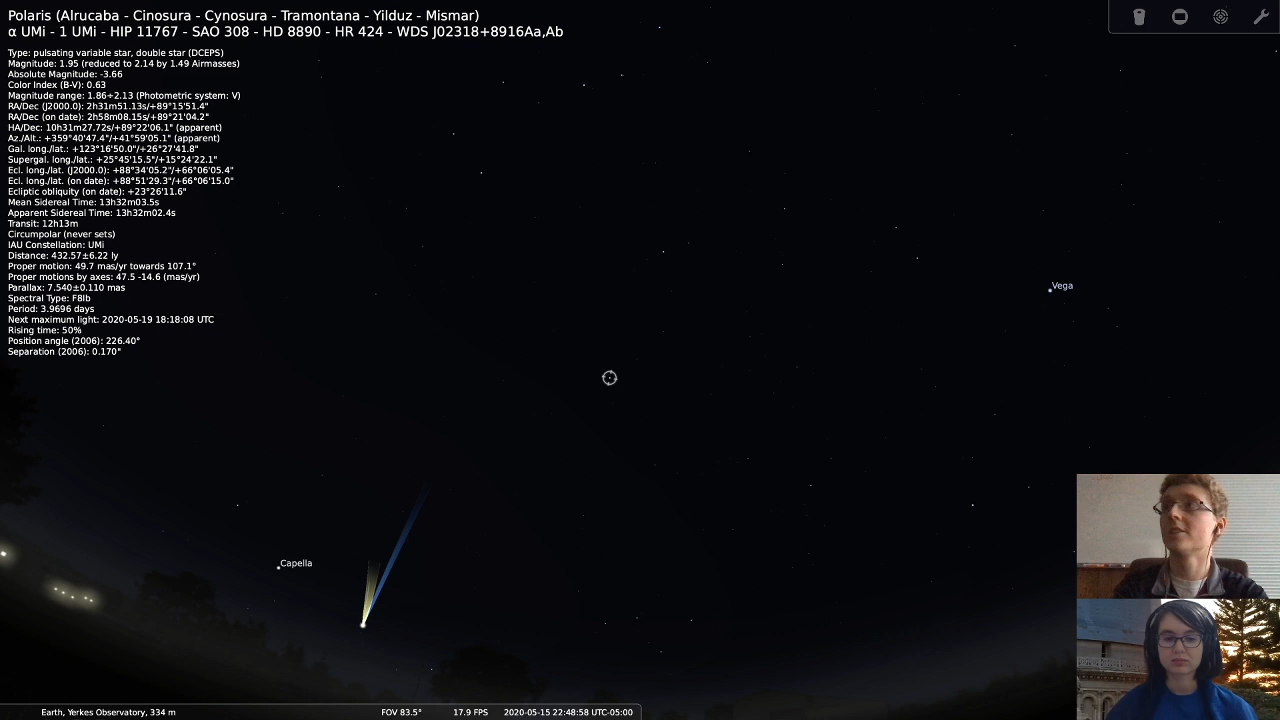 Polaris (Alrucaba - Cinosura - Cynosura - Tramontana - Yilduz - Mismar)
α UMi - 1 UMi - HIP 11767 - SAO 308 - HD 8890 - HR 424 - WDS J02318+8916Aa,Ab
Type: pulsating variable star, double star (DCEPS)
Magnitude: 1.95 (reduced to 2.14 by 1.49 Airmasses)
Absolute Magnitude: -3.66
Color Index (B-V): 0.63
Magnitude range: 1.86÷2.13 (Photometric system: V)
RA/Dec (J2000.0): 2h31m51.13s/+89°15'51.4"
RA/Dec (on date): 2h58m08.15s/+89°21'04.2"
HA/Dec: 10h31m27.72s/+89°22'06.1" (apparent)
Az./Alt.: +359°40'47.4"/+41°59'05.1" (apparent)
Gal. long./lat.: +123°16'50.0"/+26°27'41.8"
Supergal. long./lat.: +25°45'15.5"/+15°24'22.1"
Ecl. long./lat. (J2000.0): +88°34'05.2"/+66°06'05.4"
Ecl. long./lat. (on date): +88°51'29.3"/+66°06'15.0"
Ecliptic obliquity (on date): +23°26'11.6"
Mean Sidereal Time: 13h32m03.5s
Apparent Sidereal Time: 13h32m02.4s
Transit: 12h13m
Circumpolar (never sets)
IAU Constellation: UMi
Distance: 432.57±6.22 ly
Proper motion: 49.7 mas/yr towards 107.1°
Proper motions by axes: 47.5 -14.6 (mas/yr)
Parallax: 7.540±0.110 mas
Spectral Type: F8Ib
Period: 3.9696 days
Next maximum light: 2020-05-19 18:18:08 UTC
Rising time: 50%
Position angle (2006): 226.40°
Separation (2006): 0.170"
Vega
Capella
Earth, Yerkes Observatory, 334 m
FOV 83.5°
17.9 FPS
2020-05-15 22:48:58 UTC-05:00